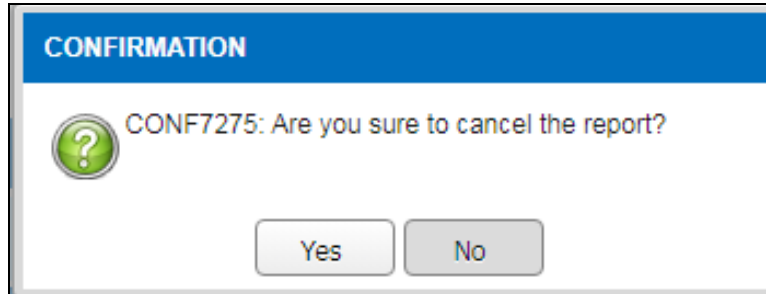 CONFIRMATION
CONF7275: Are you sure to cancel the report?
Yes No